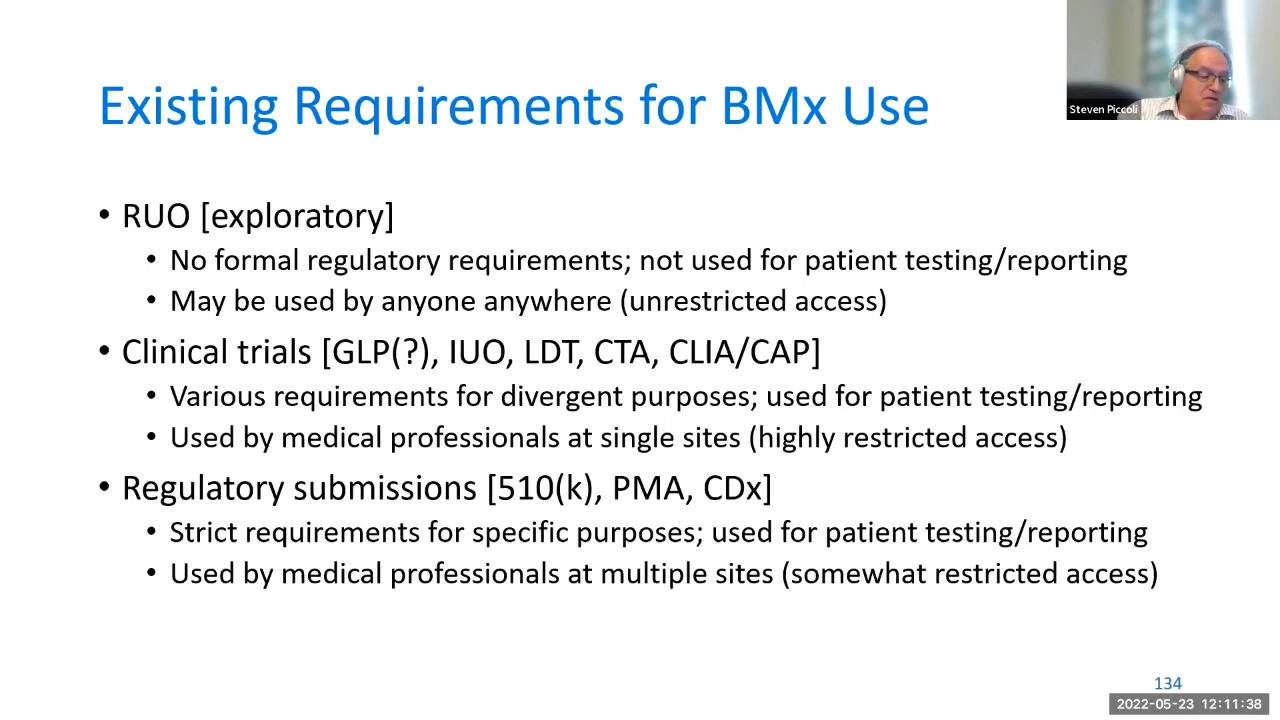 Existing Requirements for BMx Use
Steven Piccoli
• RUO [exploratory]
• No formal regulatory requirements; not used for patient testing/reporting
• May be used by anyone anywhere (unrestricted access)
• Clinical trials [GLP(?), IUO, LDT, CTA, CLIA/CAP]
• Various requirements for divergent purposes; used for patient testing/reporting
• Used by medical professionals at single sites (highly restricted access)
• Regulatory submissions [510(k), PMA, CDx]
• Strict requirements for specific purposes; used for patient testing/reporting
• Used by medical professionals at multiple sites (somewhat restricted access)
134
2022-05-23 12:11:38